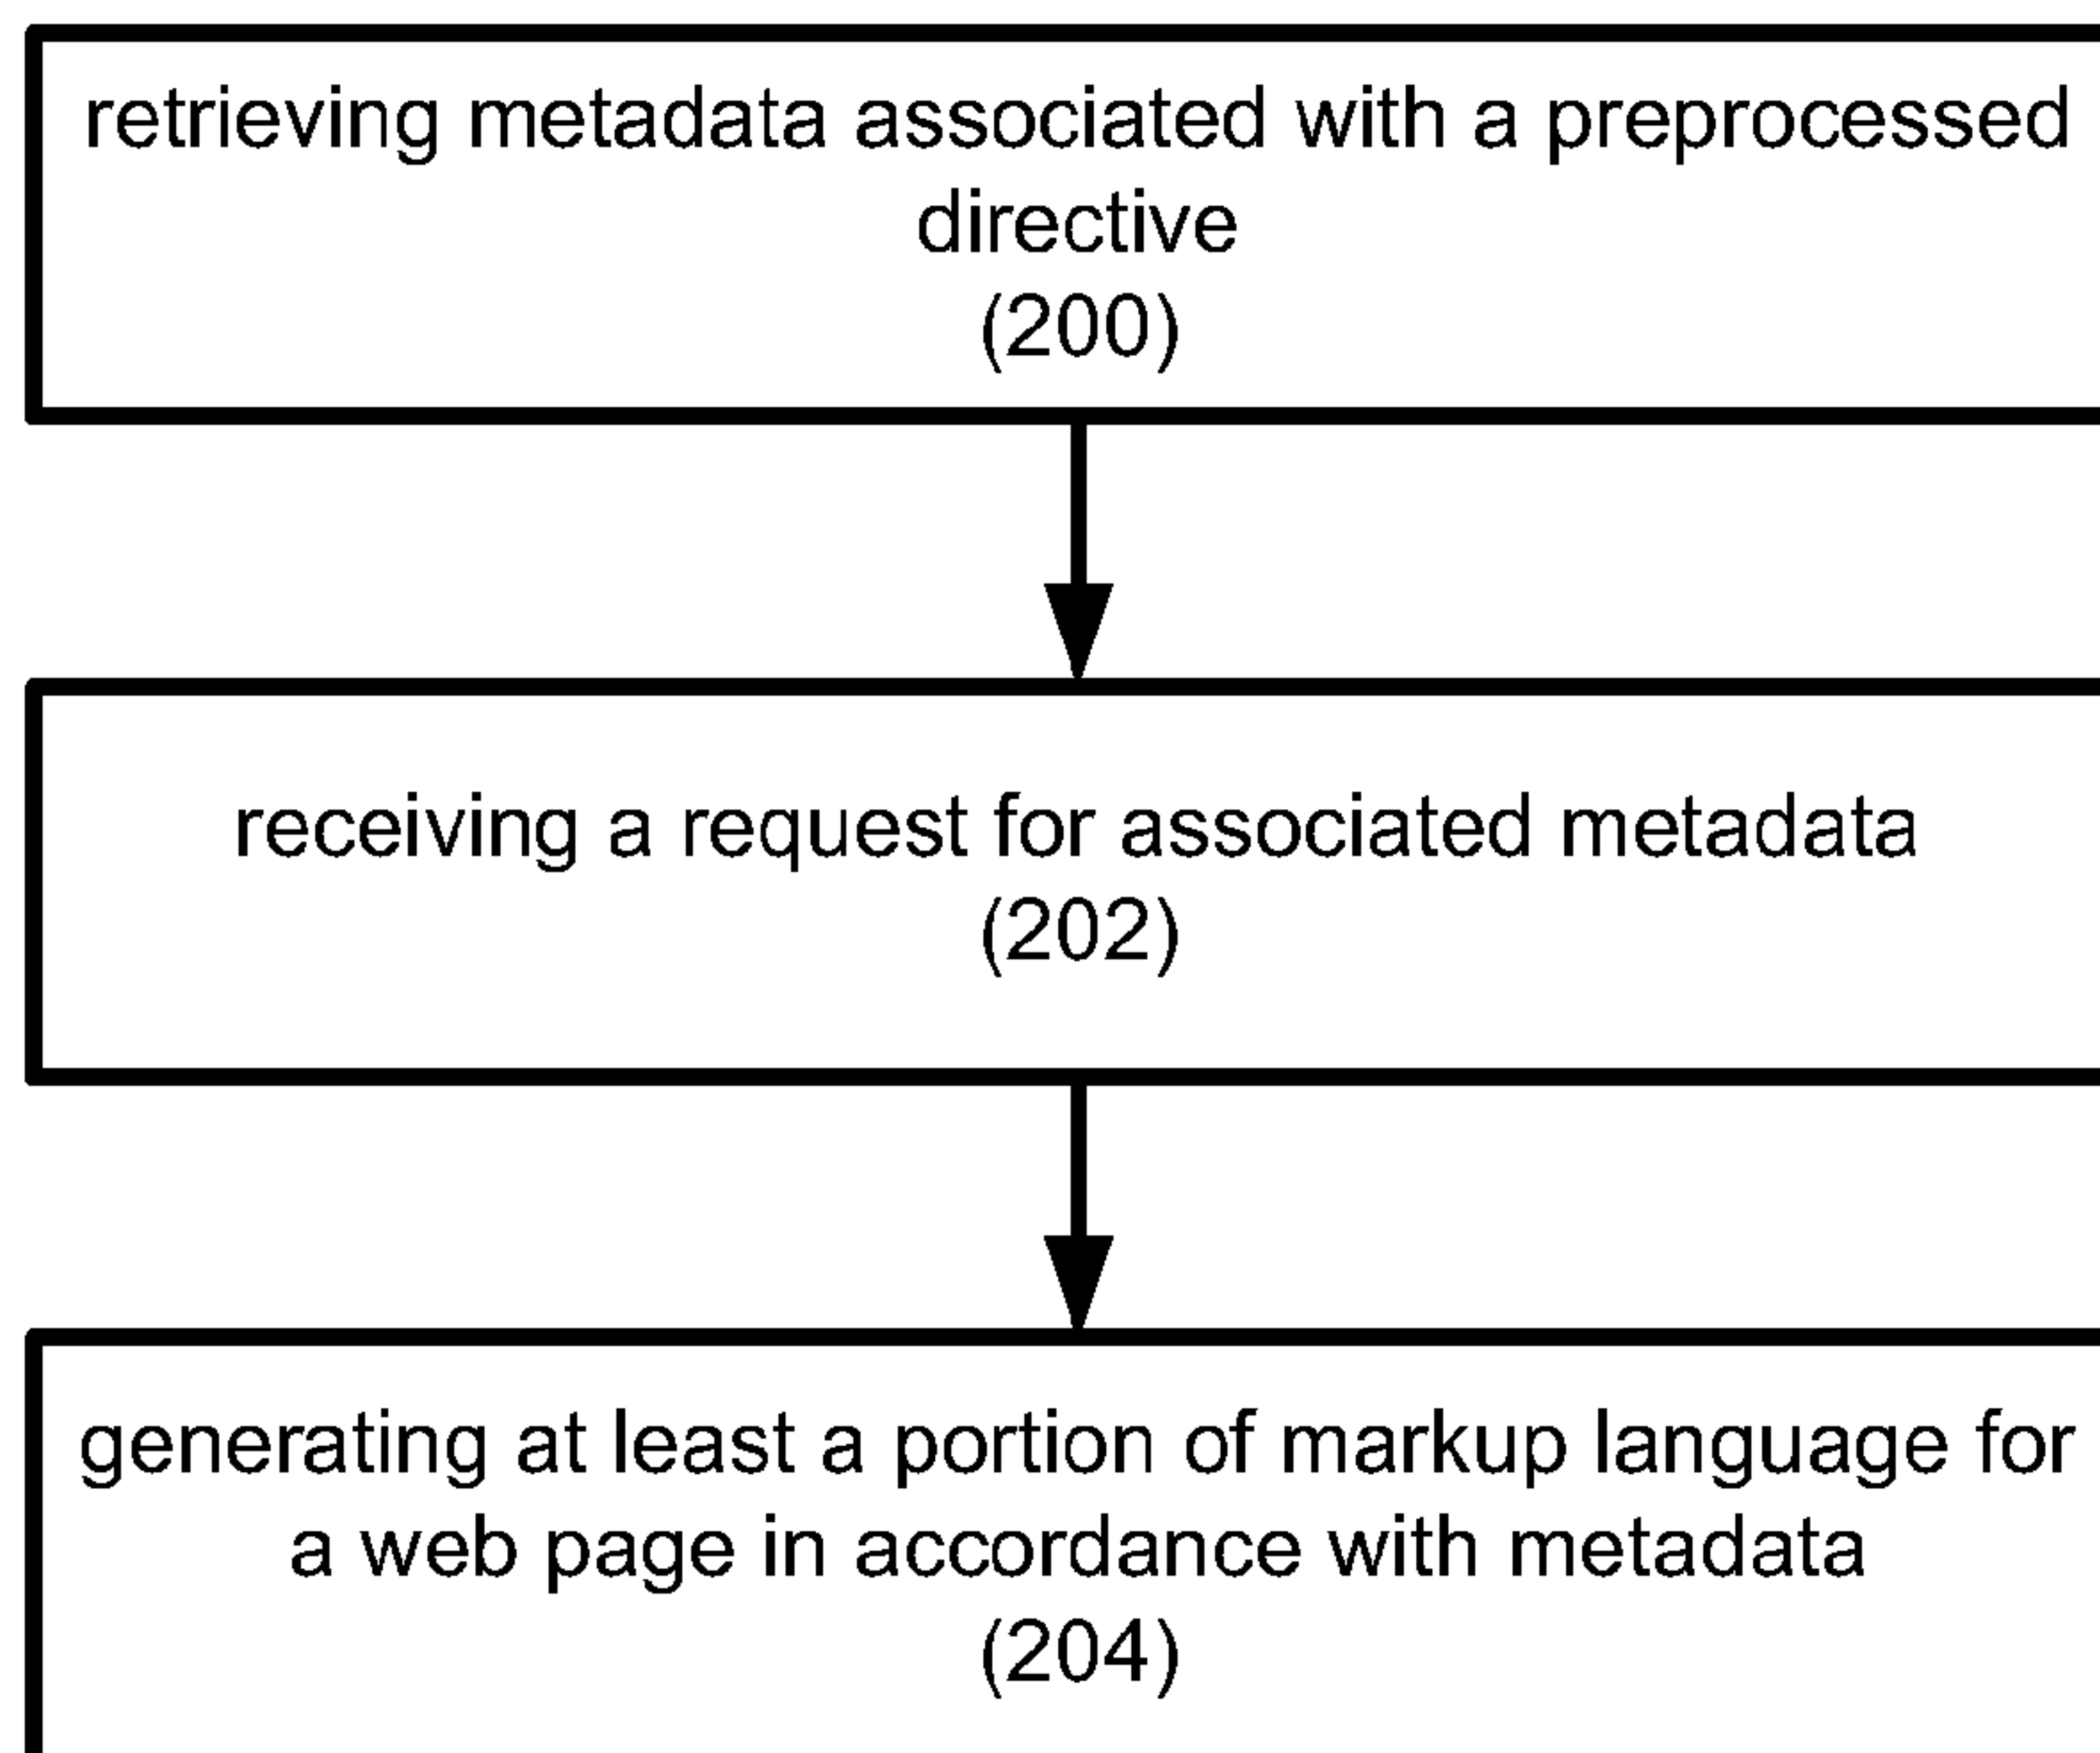 retrieving metadata associated with a preprocessed
directive
(200)
receiving a request for associated metadata
(202)
generating at least a portion of markup language for
a web page in accordance with metadata
(204)